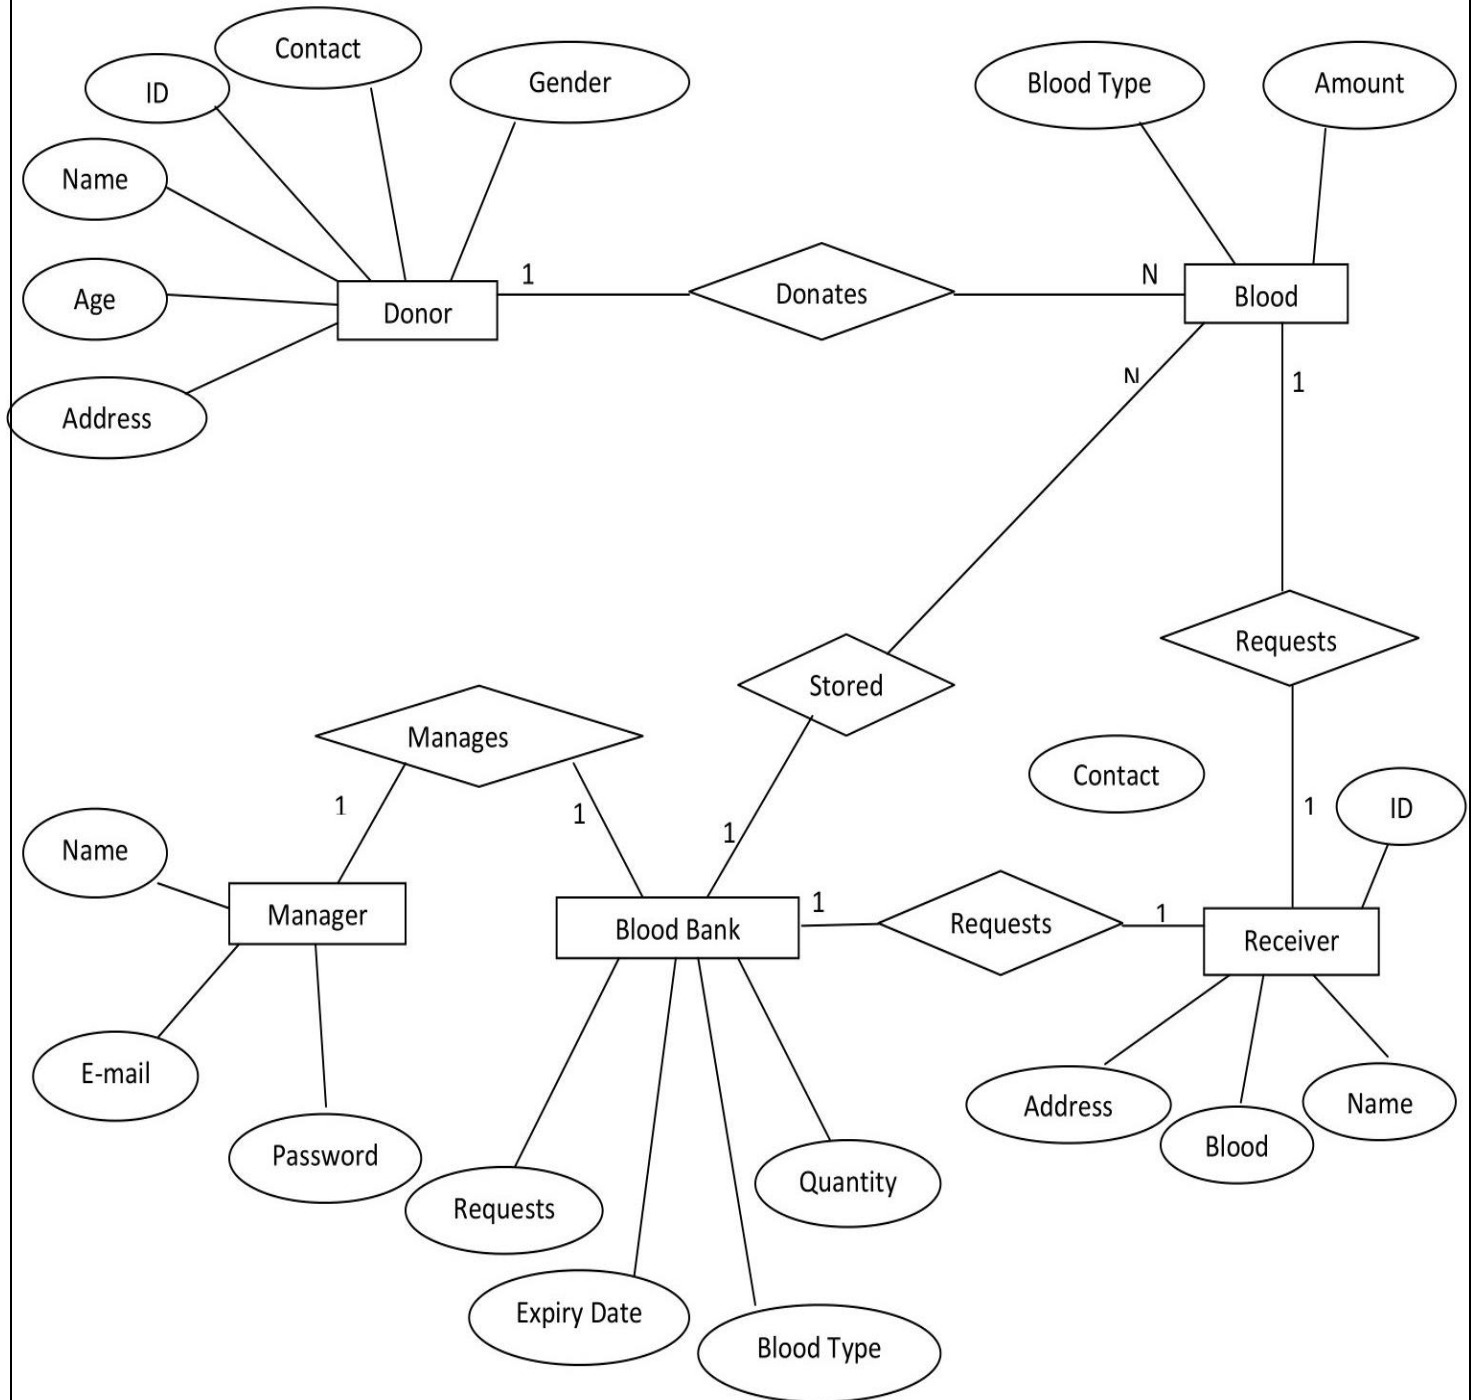 Contact
Gender
ID
Blood Type
Amount
Name
Age
Donor
1
Donates
N
Blood
Address
N
1
Requests
Stored
Manages
Contact
1
1
1
1
ID
Name
Manager
Blood Bank
1
Requests
1
Receiver
E-mail
Address
Blood
Name
Password
Requests
Quantity
Expiry Date
Blood Type